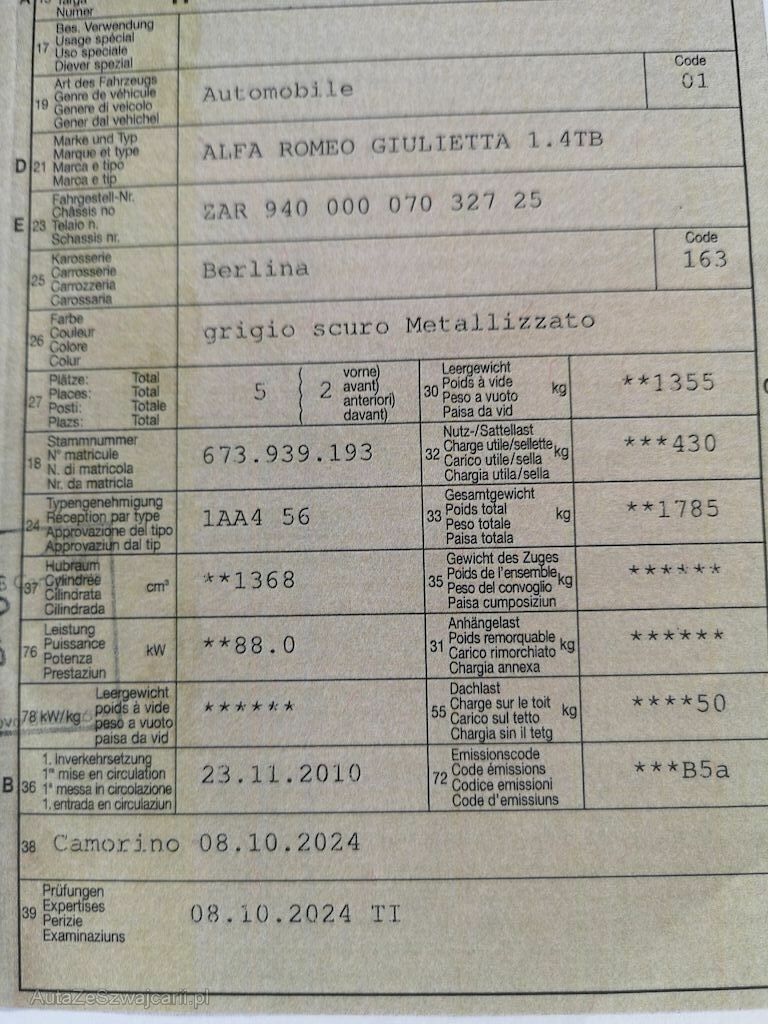 15 Targa
Numer
17 Bes. Verwendung
Usage spécial
Uso speciale
Diever spezial
19 Art des Fahrzeugs
Genre de véhicule
Genere di veicolo
Gener dal vehichel
Automobile
Code
01
D 21 Marke und Typ
Marque et type
Marca e tipo
Marca e tip
ALFA ROMEO GIULIETTA 1.4TB
E 23 Fahrgestell-Nr.
Châssis no
Telaio n.
Schassis nr.
ZAR 940 000 070 327 25
25 Karosserie
Carrosserie
Carrozzeria
Carossaria
Berlina
Code
163
26 Farbe
Couleur
Colore
Colur
grigio scuro Metallizzato
27 Plätze: Total
Places: Total
Posti: Totale
Plazs: Total
5 ( 2 vorne)
avant)
anteriori)
davant)
30 Leergewicht
Poids à vide
Peso a vuoto
Paisa da vid
kg
**1355
18 Stammnummer
N° matricule
N. di matricola
Nr. da matricla
673.939.193
32 Nutz-/Sattellast
Charge utile/sellette
Carico utile/sella
Chargia utila/sella
kg
***430
24 Typengenehmigung
Réception par type
Approvazione del tipo
Approvaziun dal tip
1AA4 56
33 Gesamtgewicht
Poids total
Peso totale
Paisa totala
kg
**1785
37 Hubraum
Cylindrée
Cilindrata
Cilindrada
cm³
**1368
35 Gewicht des Zuges
Poids de l'ensemble
Peso del convoglio
Paisa cumposiziun
kg
******
76 Leistung
Puissance
Potenza
Prestaziun
kW
**88.0
31 Anhängelast
Poids remorquable
Carico rimorchiato
Chargia annexa
kg
******
78 kW/kg Leergewicht
poids à vide
peso a vuoto
paisa da vid
******
55 Dachlast
Charge sur le toit
Carico sul tetto
Chargia sin il tetg
kg
****50
B 36 1. Inverkehrsetzung
1re mise en circulation
1a messa in circolazione
1. entrada en circulaziun
23.11.2010
72 Emissionscode
Code émissions
Codice emissioni
Code d'emissiuns
***B5a
38 Camorino 08.10.2024
39 Prüfungen
Expertises
Perizie
Examinaziuns
08.10.2024 TI
AutaZeSzwajcarii.pl